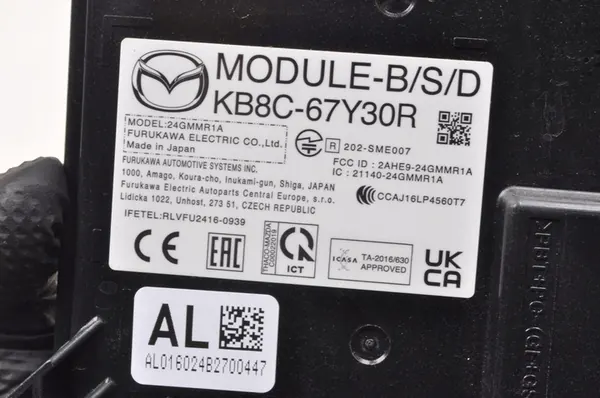 MODULE-B/S/D
KB8C-67Y30R
MODEL:24GMMR1A
FURUKAWA ELECTRIC CO.,Ltd.
Made in Japan
R 202-SME007
FCC ID : 2AHE9-24GMMR1A
IC : 21140-24GMMR1A
FURUKAWA AUTOMOTIVE SYSTEMS INC.
1000, Amago, Koura-cho, Inukami-gun, Shiga, JAPAN
Furukawa Electric Autoparts Central Europe, s.r.o.
Lidicka 1022, Unhost, 273 51, CZECH REPUBLIC
CCAJ16LP4560T7
IFETEL:RLVFU2416-0939
CE
EAC
THACO-MAZDA
C00022019
ICT
ICASA
TA-2016/630
APPROVED
UK
CA
AL
AL016024B2700447